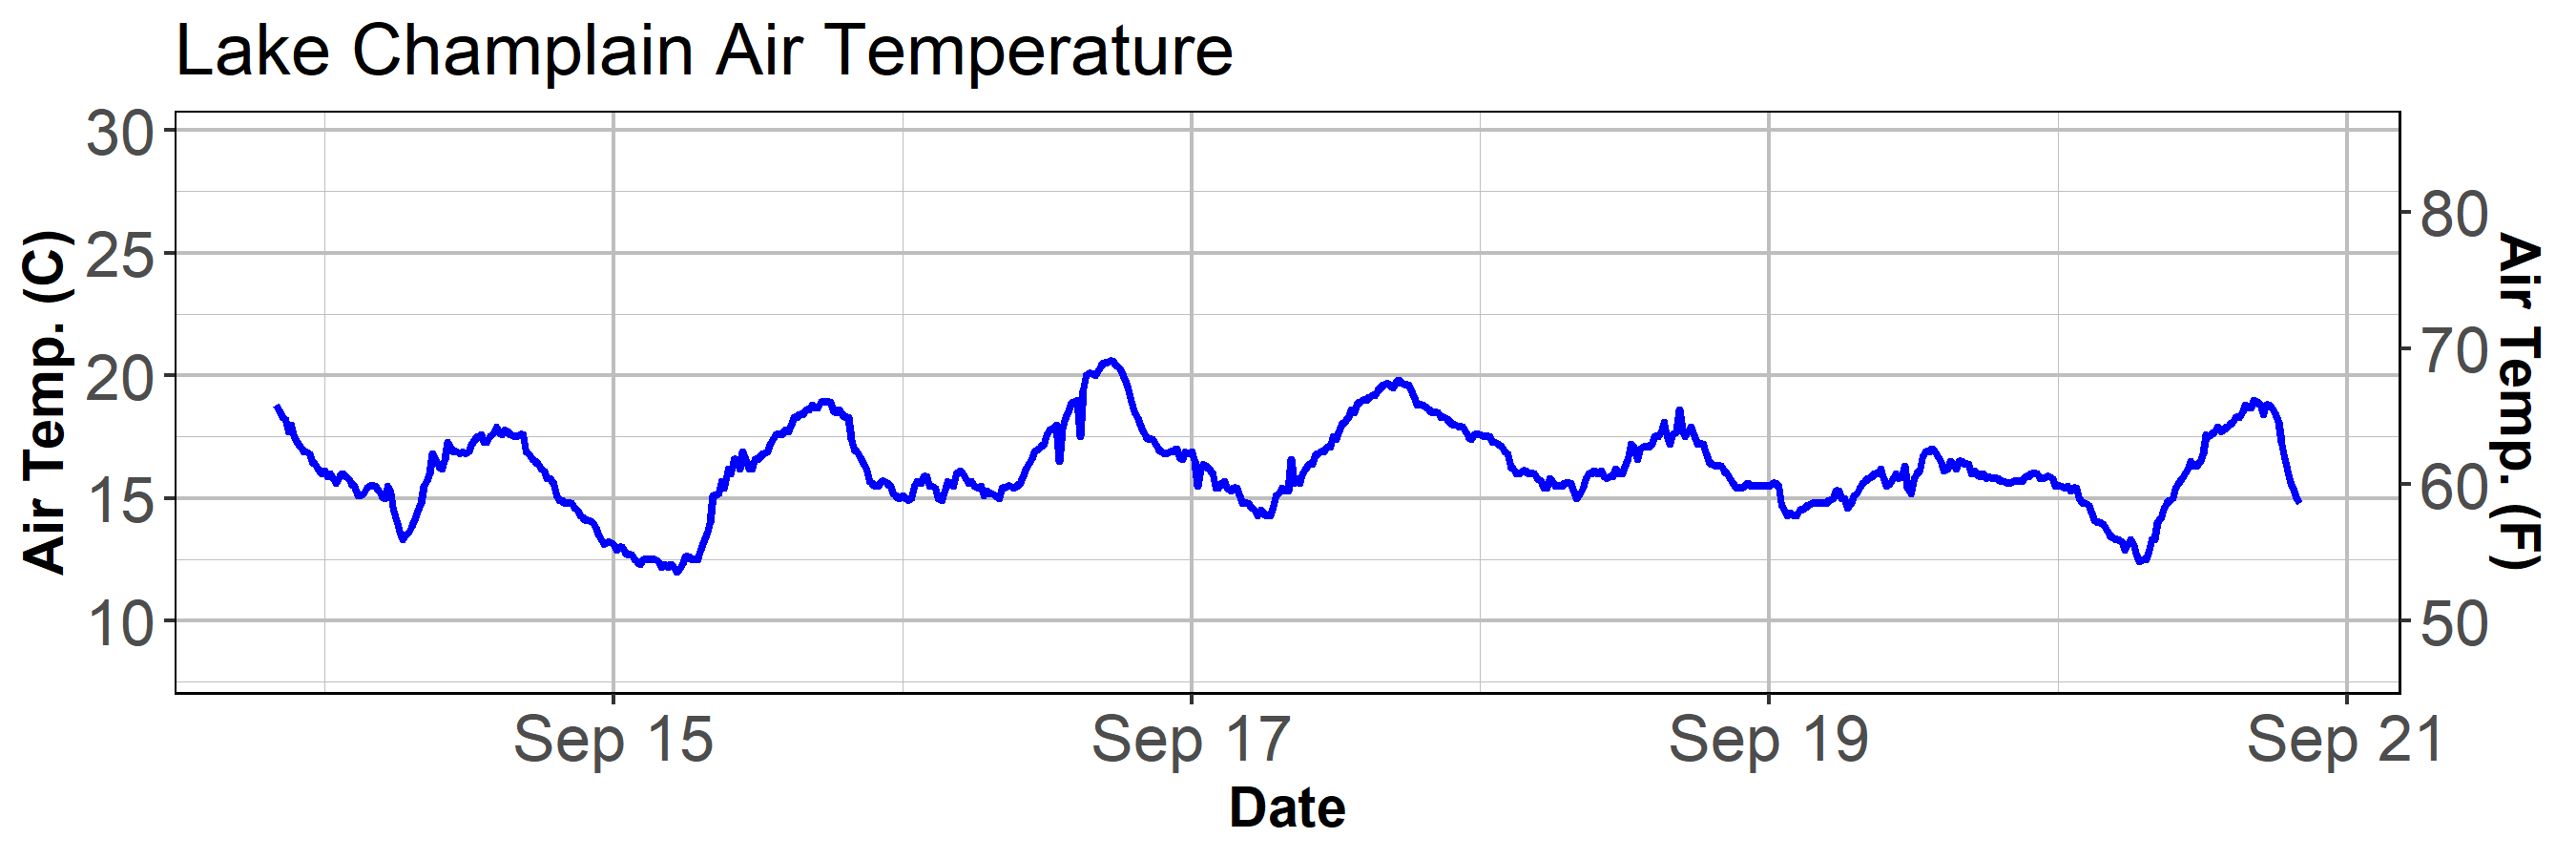 Lake Champlain Air Temperature
Air Temp. (C)
30
25
20
15
10
80
70
60
50
Air Temp. (F)
Sep 15
Sep 17
Sep 19
Sep 21
Date